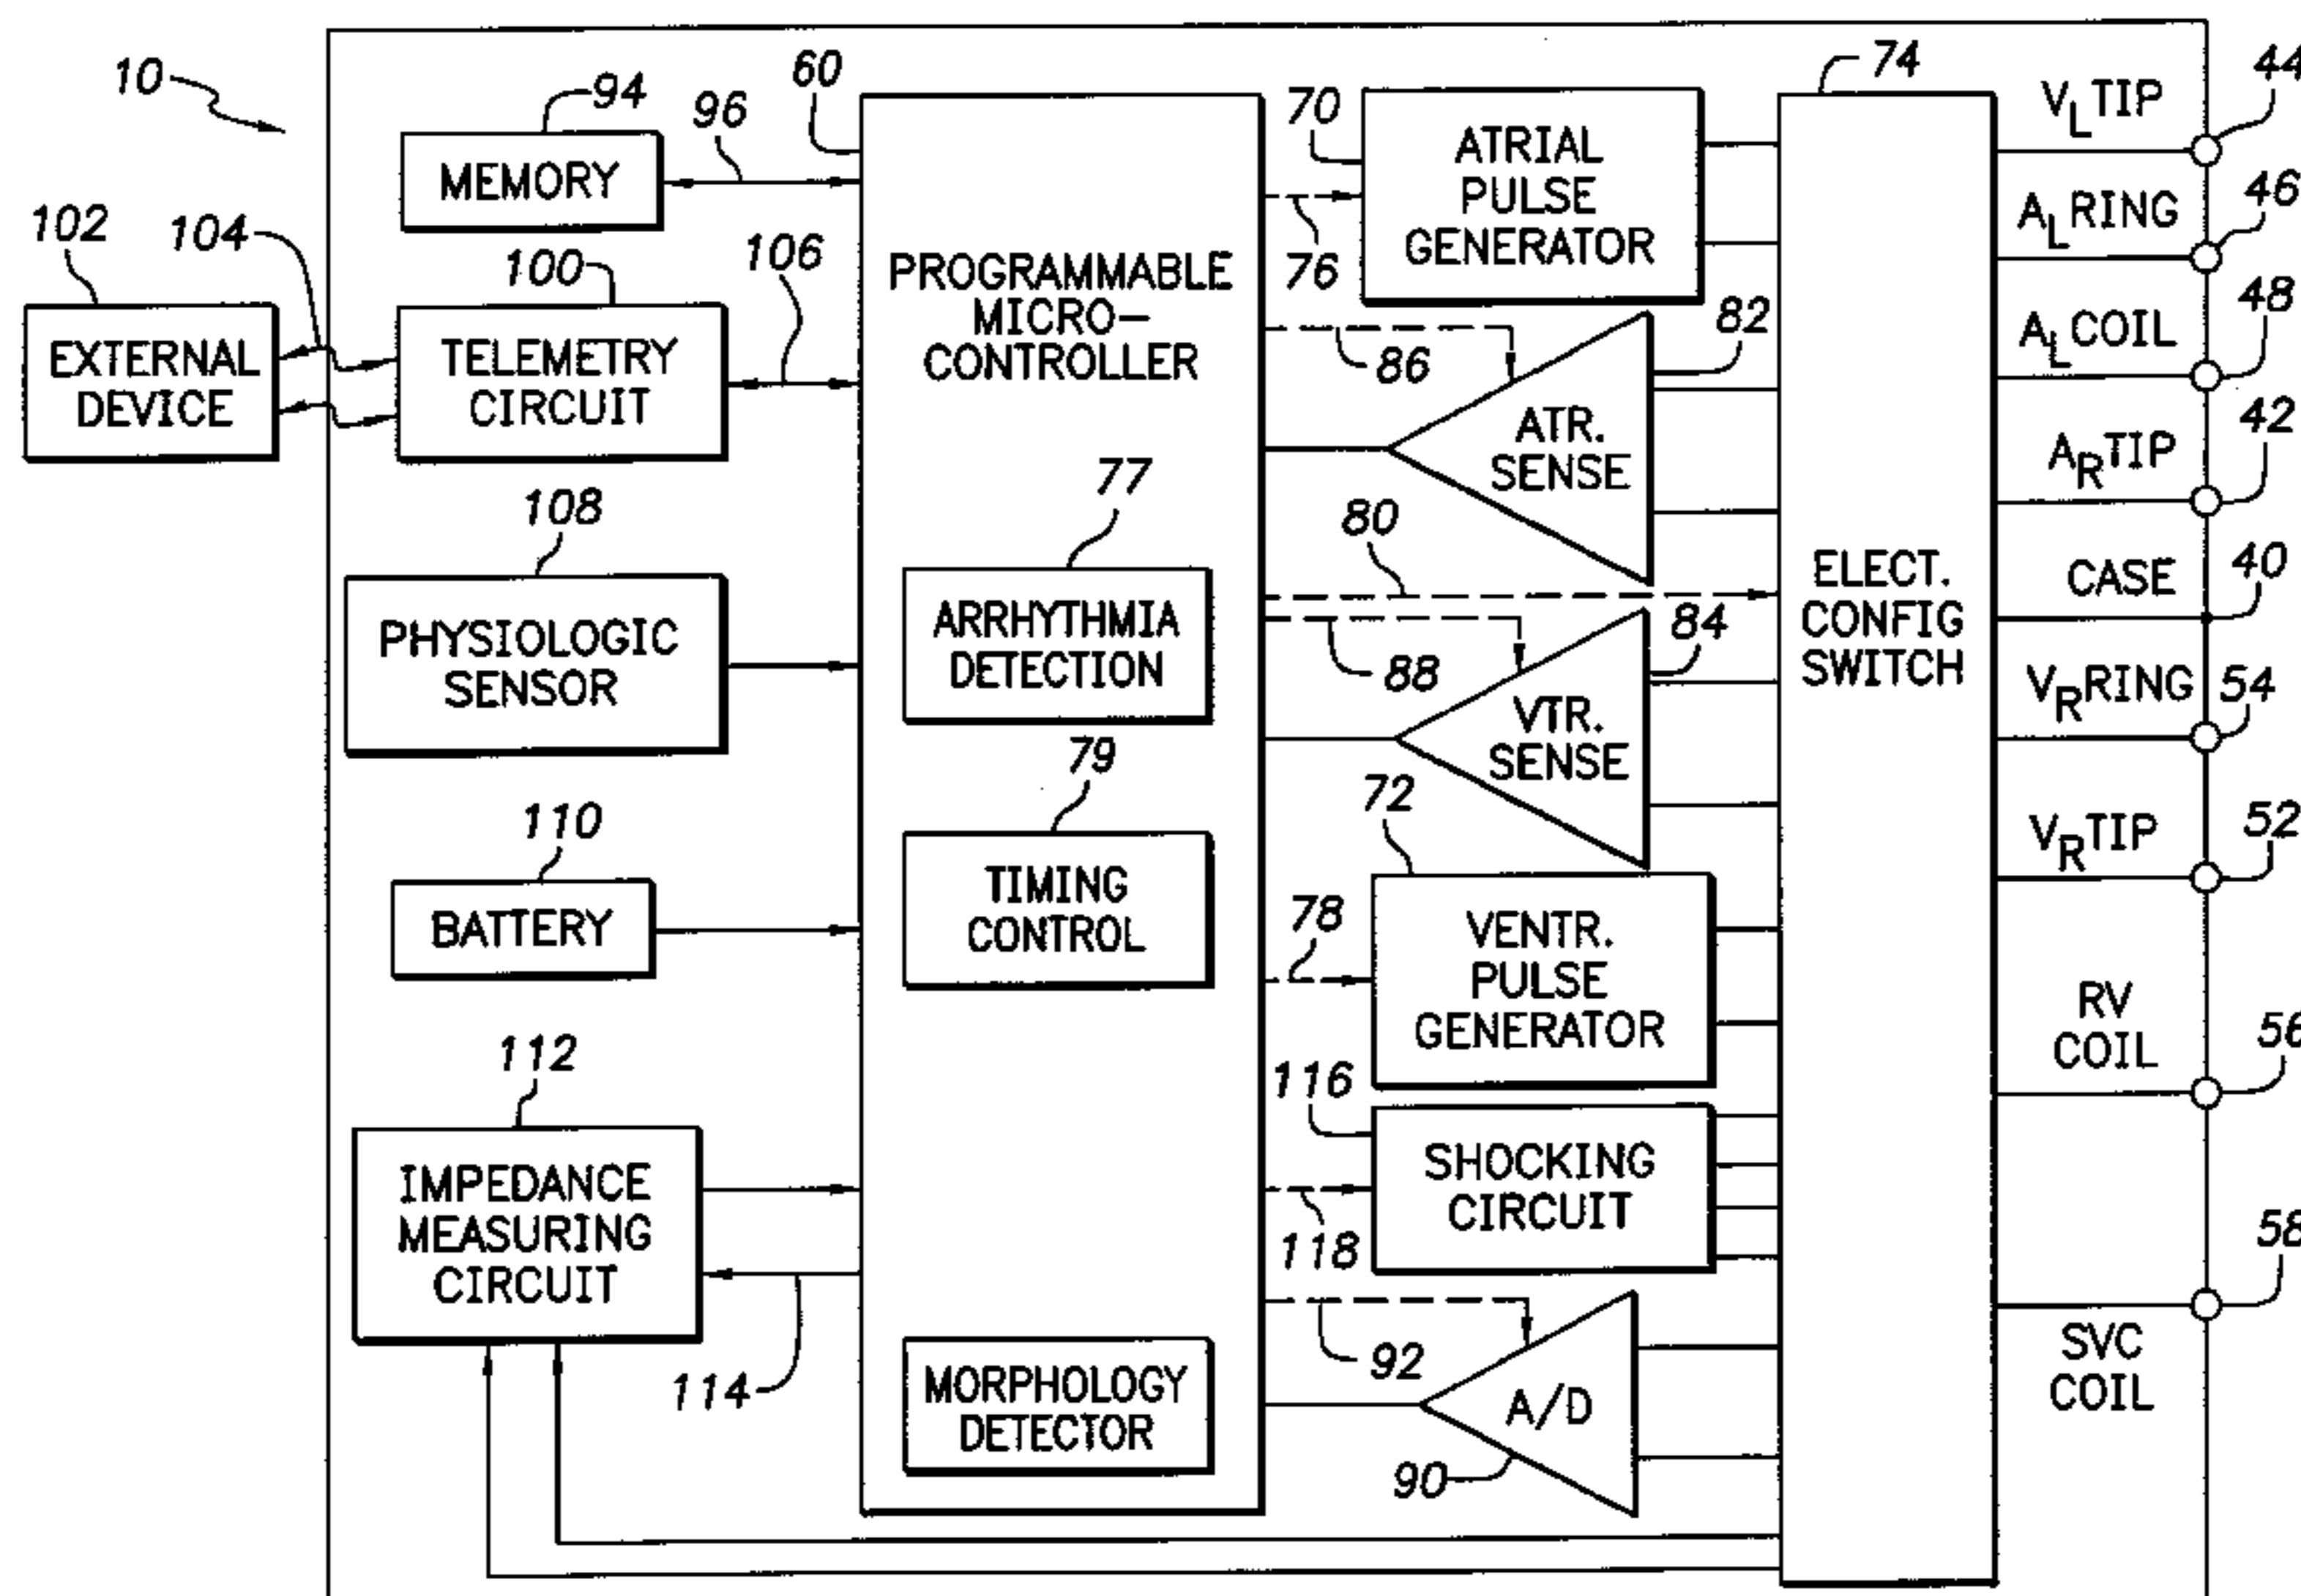 10
94
MEMORY
96
60
102
104
EXTERNAL
DEVICE
100
TELEMETRY
CIRCUIT
106
108
PHYSIOLOGIC
SENSOR
110
BATTERY
112
IMPEDANCE
MEASURING
CIRCUIT
114
PROGRAMMABLE
MICRO-
CONTROLLER
77
ARRHYTHMIA
DETECTION
79
TIMING
CONTROL
MORPHOLOGY
DETECTOR
70
76
ATRIAL
PULSE
GENERATOR
86
82
ATR.
SENSE
80
88
84
VTR.
SENSE
72
78
VENTR.
PULSE
GENERATOR
116
118
SHOCKING
CIRCUIT
92
A/D
90
74
ELECT.
CONFIG
SWITCH
VLTIP
44
ALRING
46
ALCOIL
48
ARTIP
42
CASE
40
VRRING
54
VRTIP
52
RV
COIL
56
58
SVC
COIL